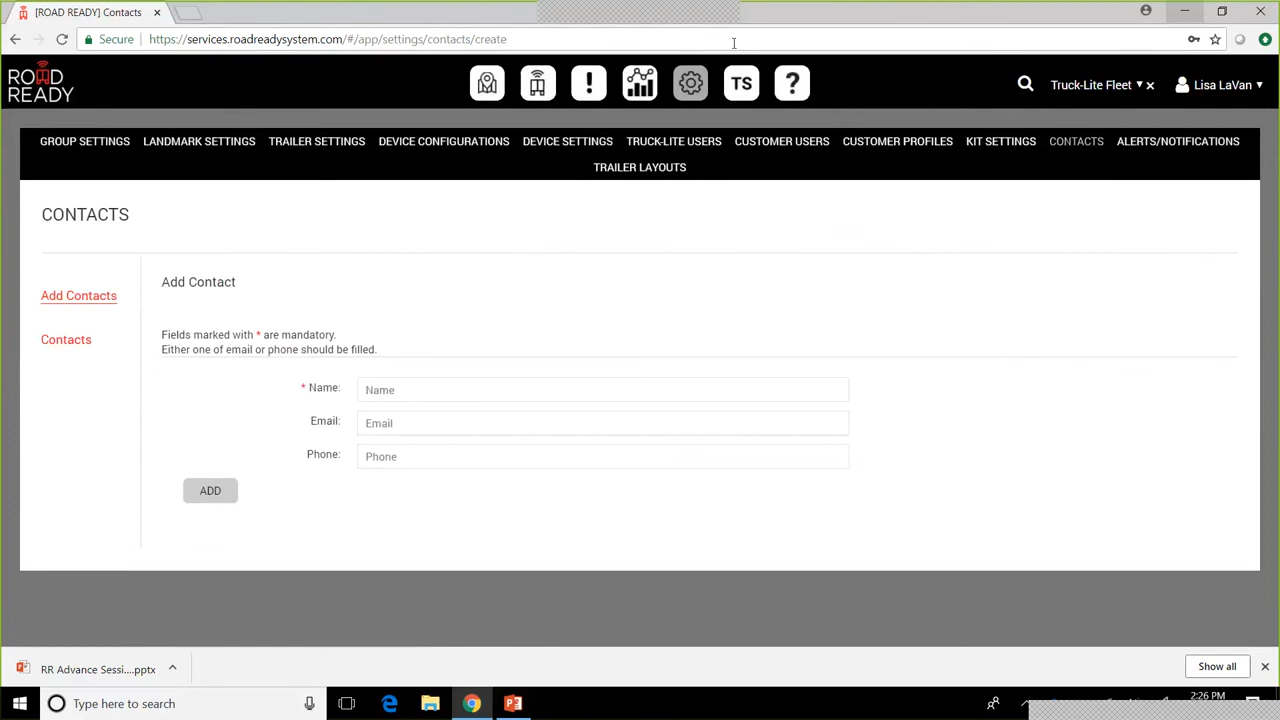 [ROAD READY] Contacts
Secure
https://services.roadreadysystem.com/#/app/settings/contacts/create
ROAD
READY
!
TS
?
Truck-Lite Fleet
Lisa LaVan
GROUP SETTINGS LANDMARK SETTINGS TRAILER SETTINGS DEVICE CONFIGURATIONS DEVICE SETTINGS TRUCK-LITE USERS CUSTOMER USERS CUSTOMER PROFILES KIT SETTINGS CONTACTS ALERTS/NOTIFICATIONS
TRAILER LAYOUTS
CONTACTS
Add Contacts
Contacts
Add Contact
Fields marked with * are mandatory.
Either one of email or phone should be filled.
* Name: Name
Email: Email
Phone: Phone
ADD
RR Advance Sessi....pptx
Show all
Type here to search
2:26 PM